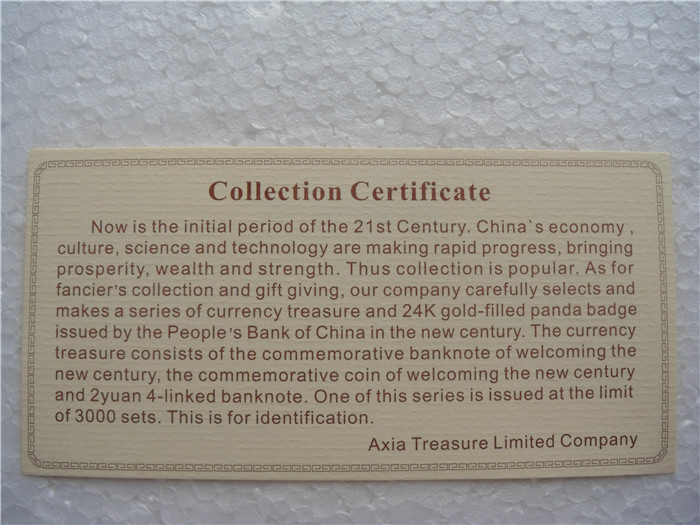 Collection Certificate
Now is the initial period of the 21st Century. China`s economy ,
culture, science and technology are making rapid progress, bringing
prosperity, wealth and strength. Thus collection is popular. As for
fancier's collection and gift giving, our company carefully selects and
makes a series of currency treasure and 24K gold-filled panda badge
issued by the People's Bank of China in the new century. The currency
treasure consists of the commemorative banknote of welcoming the
new century, the commemorative coin of welcoming the new century
and 2yuan 4-linked banknote. One of this series is issued at the limit
of 3000 sets. This is for identification.
Axia Treasure Limited Company